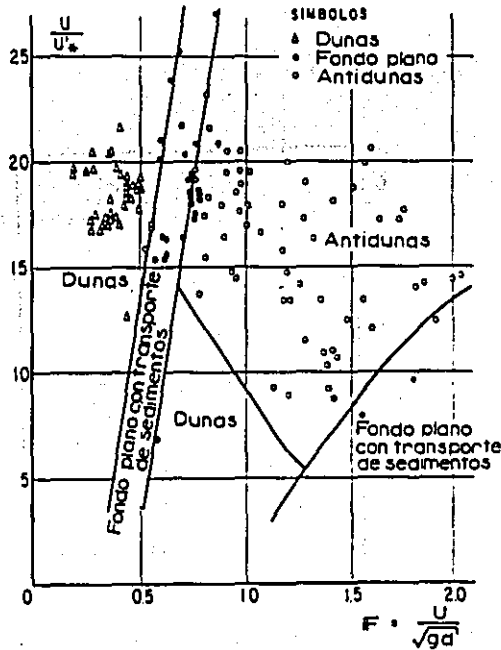 U
U'*
SIMBOLOS
Dunas
Fondo plano
Antidunas
25
20
15
10
5
0
Dunas
Fondo plano con transporte
de sedimentos
Antidunas
Dunas
Fondo plano
con transporte
de sedimentos
0
0.5
1.0
1.5
2.0
F = U
√gd